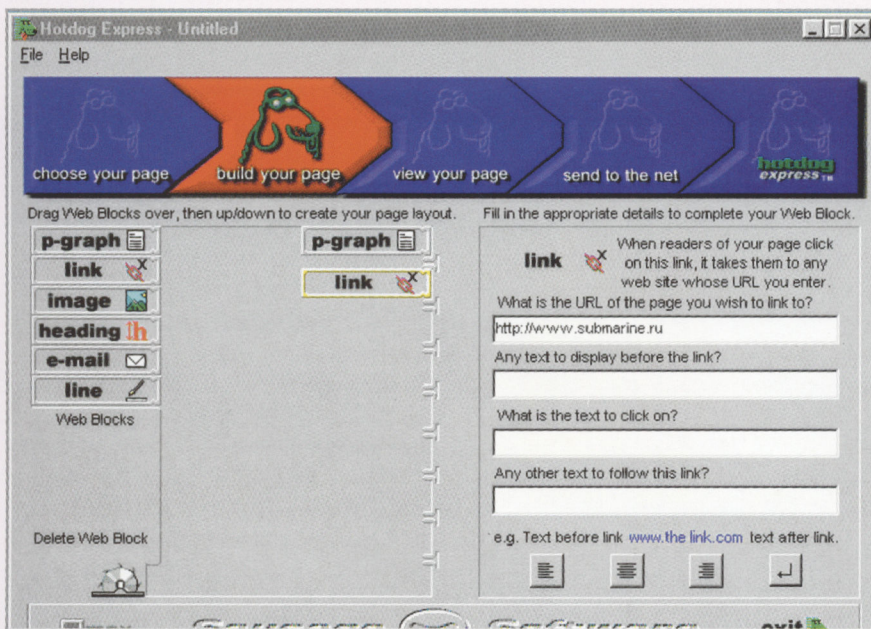 Hotdog Express - Untitled
File Help
choose your page
build your page
view your page
send to the net
hotdog
express TM
Drag Web Blocks over, then up/down to create your page layout.
p-graph
link
image
heading
e-mail
line
Web Blocks
Delete Web Block
p-graph
link
Fill in the appropriate details to complete your Web Block.
link
When readers of your page click
on this link, it takes them to any
web site whose URL you enter.
What is the URL of the page you wish to link to?
http://www.submarine.ru
Any text to display before the link?
What is the text to click on?
Any other text to follow this link?
e.g. Text before link www.the link.com text after link.
Sausage Software
exit